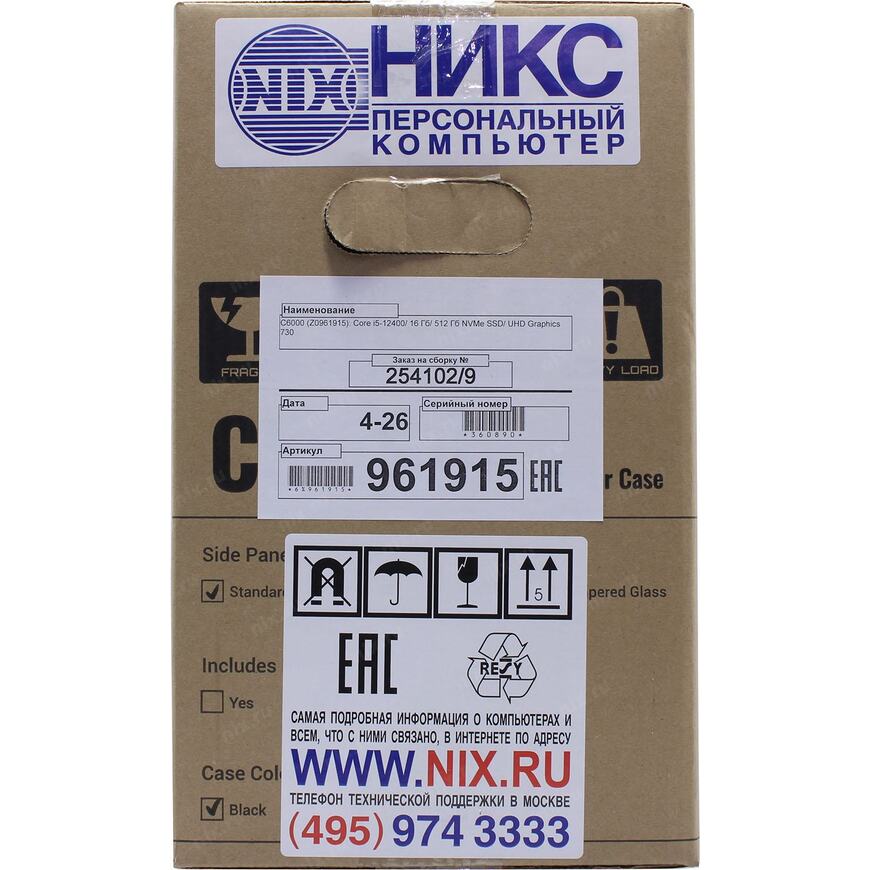 NIX
НИКС
ПЕРСОНАЛЬНЫЙ
КОМПЬЮТЕР
Наименование
C6000 (Z0961915): Core i5-12400/ 16 Гб/ 512 Гб NVMe SSD/ UHD Graphics
730
Заказ на сборку №
254102/9
FRAG
Y LOAD
Дата
4-26
Серийный номер
*360890*
Артикул
*6%961915*
961915
EAC
C
r Case
Side Pane
Standar
pered Glass
5
Includes
Yes
EAC
RESY
Case Col
Black
САМАЯ ПОДРОБНАЯ ИНФОРМАЦИЯ О КОМПЬЮТЕРАХ И
ВСЕМ, ЧТО С НИМИ СВЯЗАНО, В ИНТЕРНЕТЕ ПО АДРЕСУ
WWW.NIX.RU
ТЕЛЕФОН ТЕХНИЧЕСКОЙ ПОДДЕРЖКИ В МОСКВЕ
(495) 974 3333